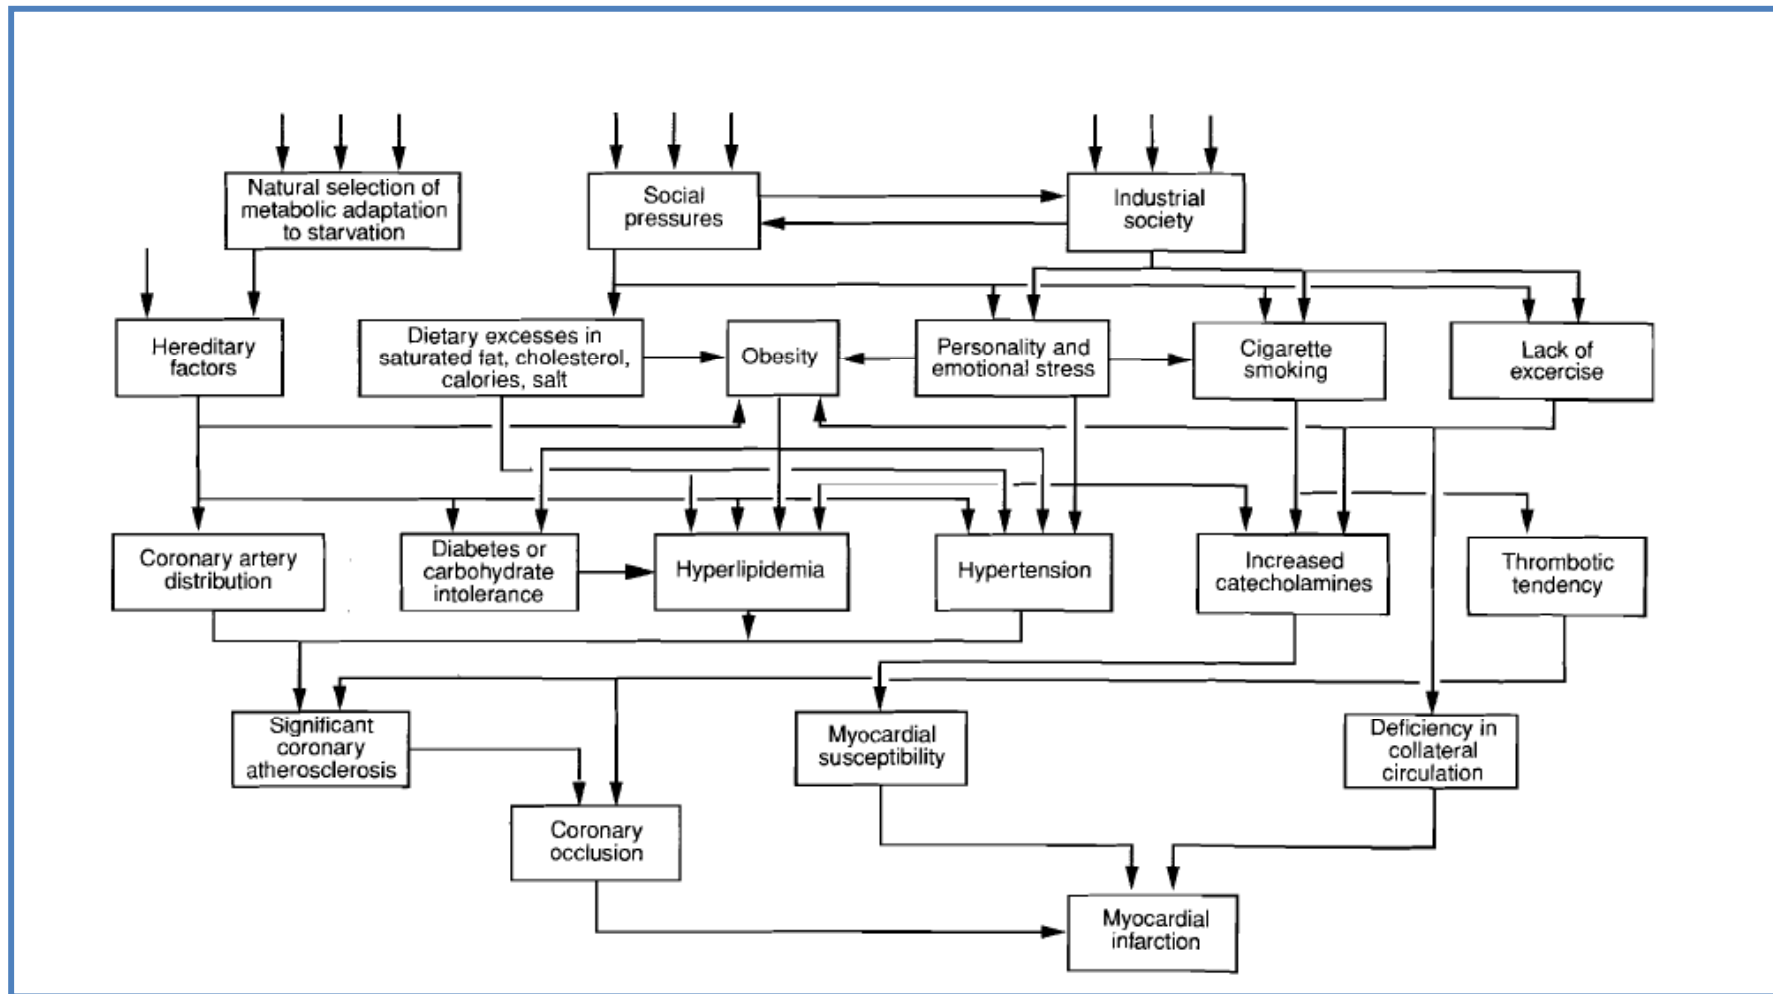 Natural selection of
metabolic adaptation
to starvation
Social
pressures
Industrial
society
Hereditary
factors
Dietary excesses in
saturated fat, cholesterol,
calories, salt
Obesity
Personality and
emotional stress
Cigarette
smoking
Lack of
excercise
Coronary artery
distribution
Diabetes or
carbohydrate
intolerance
Hyperlipidemia
Hypertension
Increased
catecholamines
Thrombotic
tendency
Significant
coronary
atherosclerosis
Myocardial
susceptibility
Deficiency in
collateral
circulation
Coronary
occlusion
Myocardial
infarction